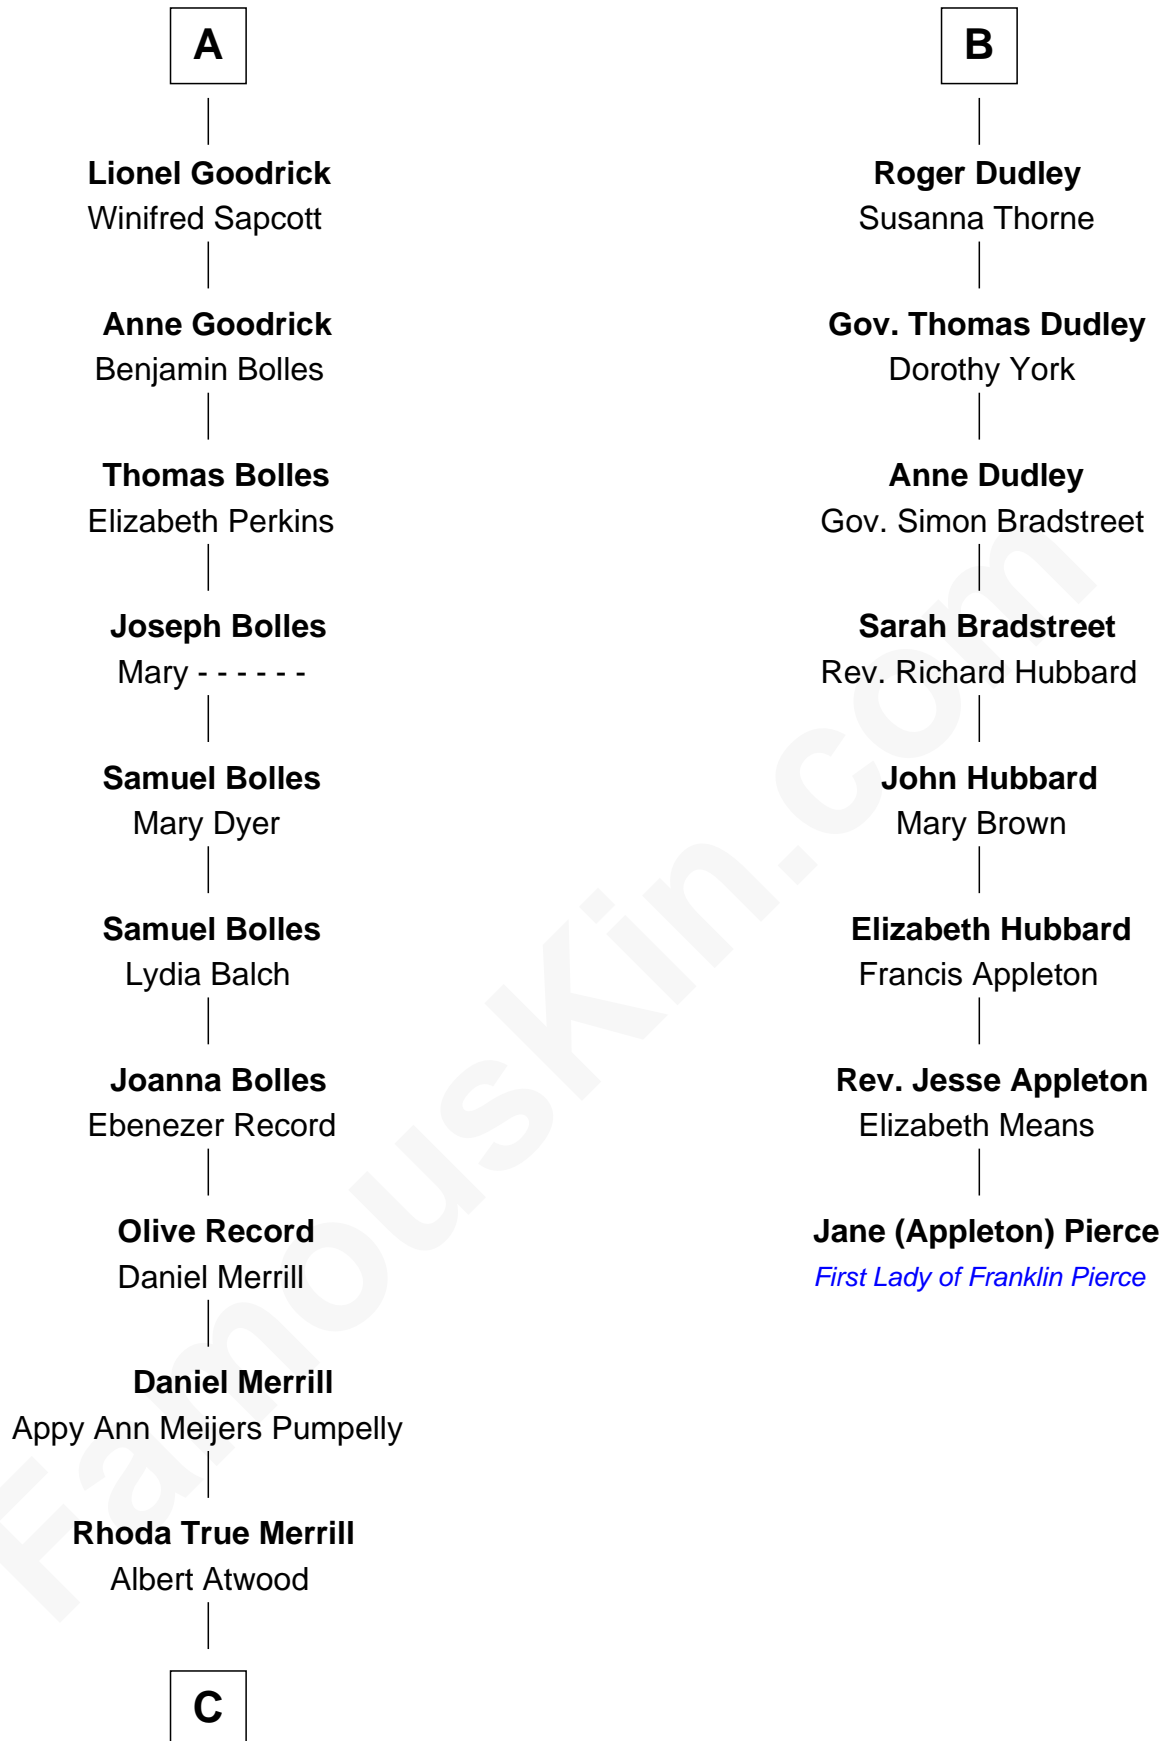 A
Lionel Goodrick
Winifred Sapcott
Anne Goodrick
Benjamin Bolles
Thomas Bolles
Elizabeth Perkins
Joseph Bolles
Mary - - - - - -
Samuel Bolles
Mary Dyer
Samuel Bolles
Lydia Balch
Joanna Bolles
Ebenezer Record
Olive Record
Daniel Merrill
Daniel Merrill
Appy Ann Meijers Pumpelly
Rhoda True Merrill
Albert Atwood
C
B
Roger Dudley
Susanna Thorne
Gov. Thomas Dudley
Dorothy York
Anne Dudley
Gov. Simon Bradstreet
Sarah Bradstreet
Rev. Richard Hubbard
John Hubbard
Mary Brown
Elizabeth Hubbard
Francis Appleton
Rev. Jesse Appleton
Elizabeth Means
Jane (Appleton) Pierce
First Lady of Franklin Pierce
FamousKin.com